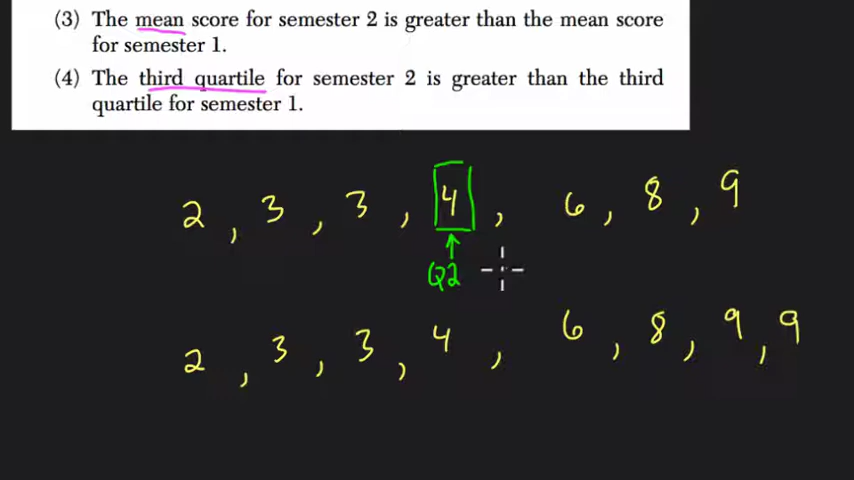 (3) The mean score for semester 2 is greater than the mean score
for semester 1.
(4) The third quartile for semester 2 is greater than the third
quartile for semester 1.
2 , 3 , 3 , 4 , 6 , 8 , 9
Q2
2 , 3 , 3 , 4 , 6 , 8 , 9 , 9